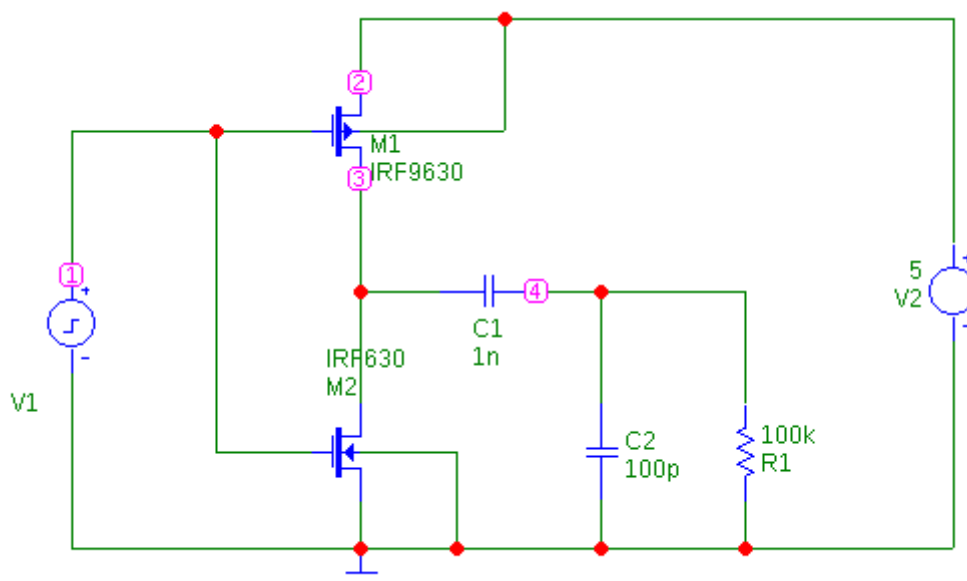 2
M1
IRF9630
3
1
+
-
V1
4
C1
1n
IRF630
M2
5
V2
+
-
C2
100p
100k
R1